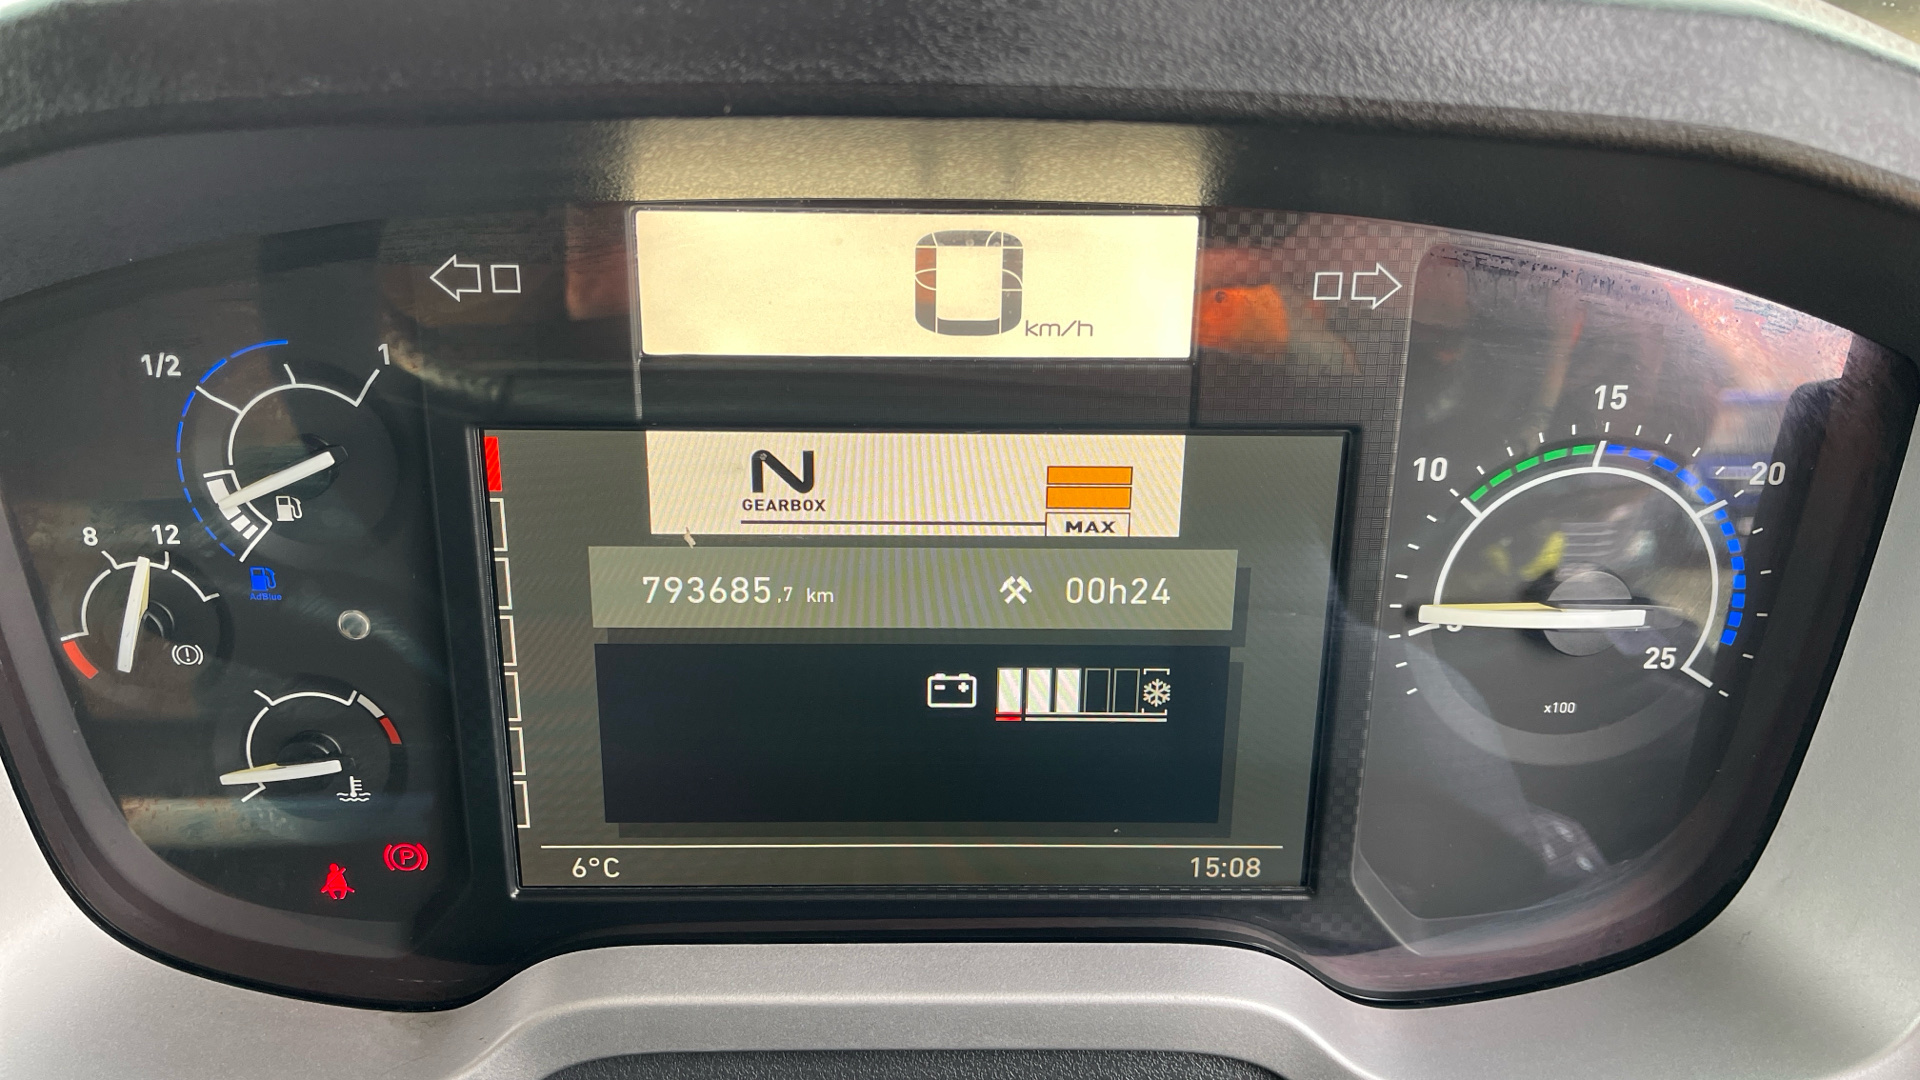 0 km/h
1/2
1
8
12
AdBlue
N
GEARBOX
MAX
793685.7 km
00h24
6°C
15:08
P
10
15
20
25
x100